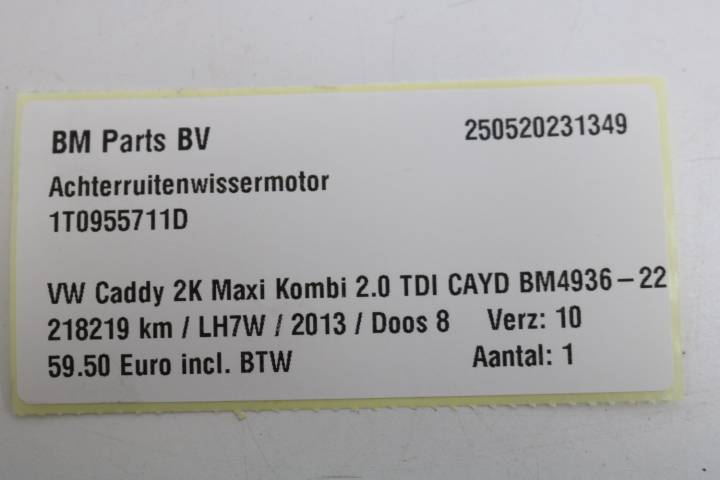 BM Parts BV 250520231349
Achterruitenwissermotor
1T0955711D
VW Caddy 2K Maxi Kombi 2.0 TDI CAYD BM4936-22
218219 km / LH7W / 2013 / Doos 8 Verz: 10
59.50 Euro incl. BTW Aantal: 1